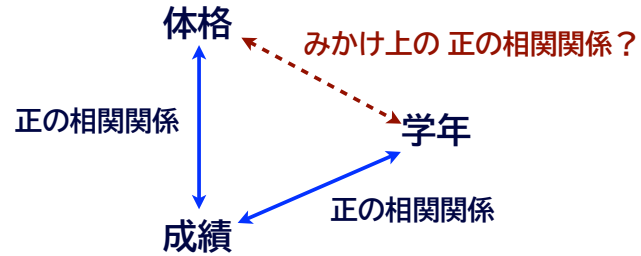 体格
みかけ上の 正の相関関係？
正の相関関係
学年
正の相関関係
成績